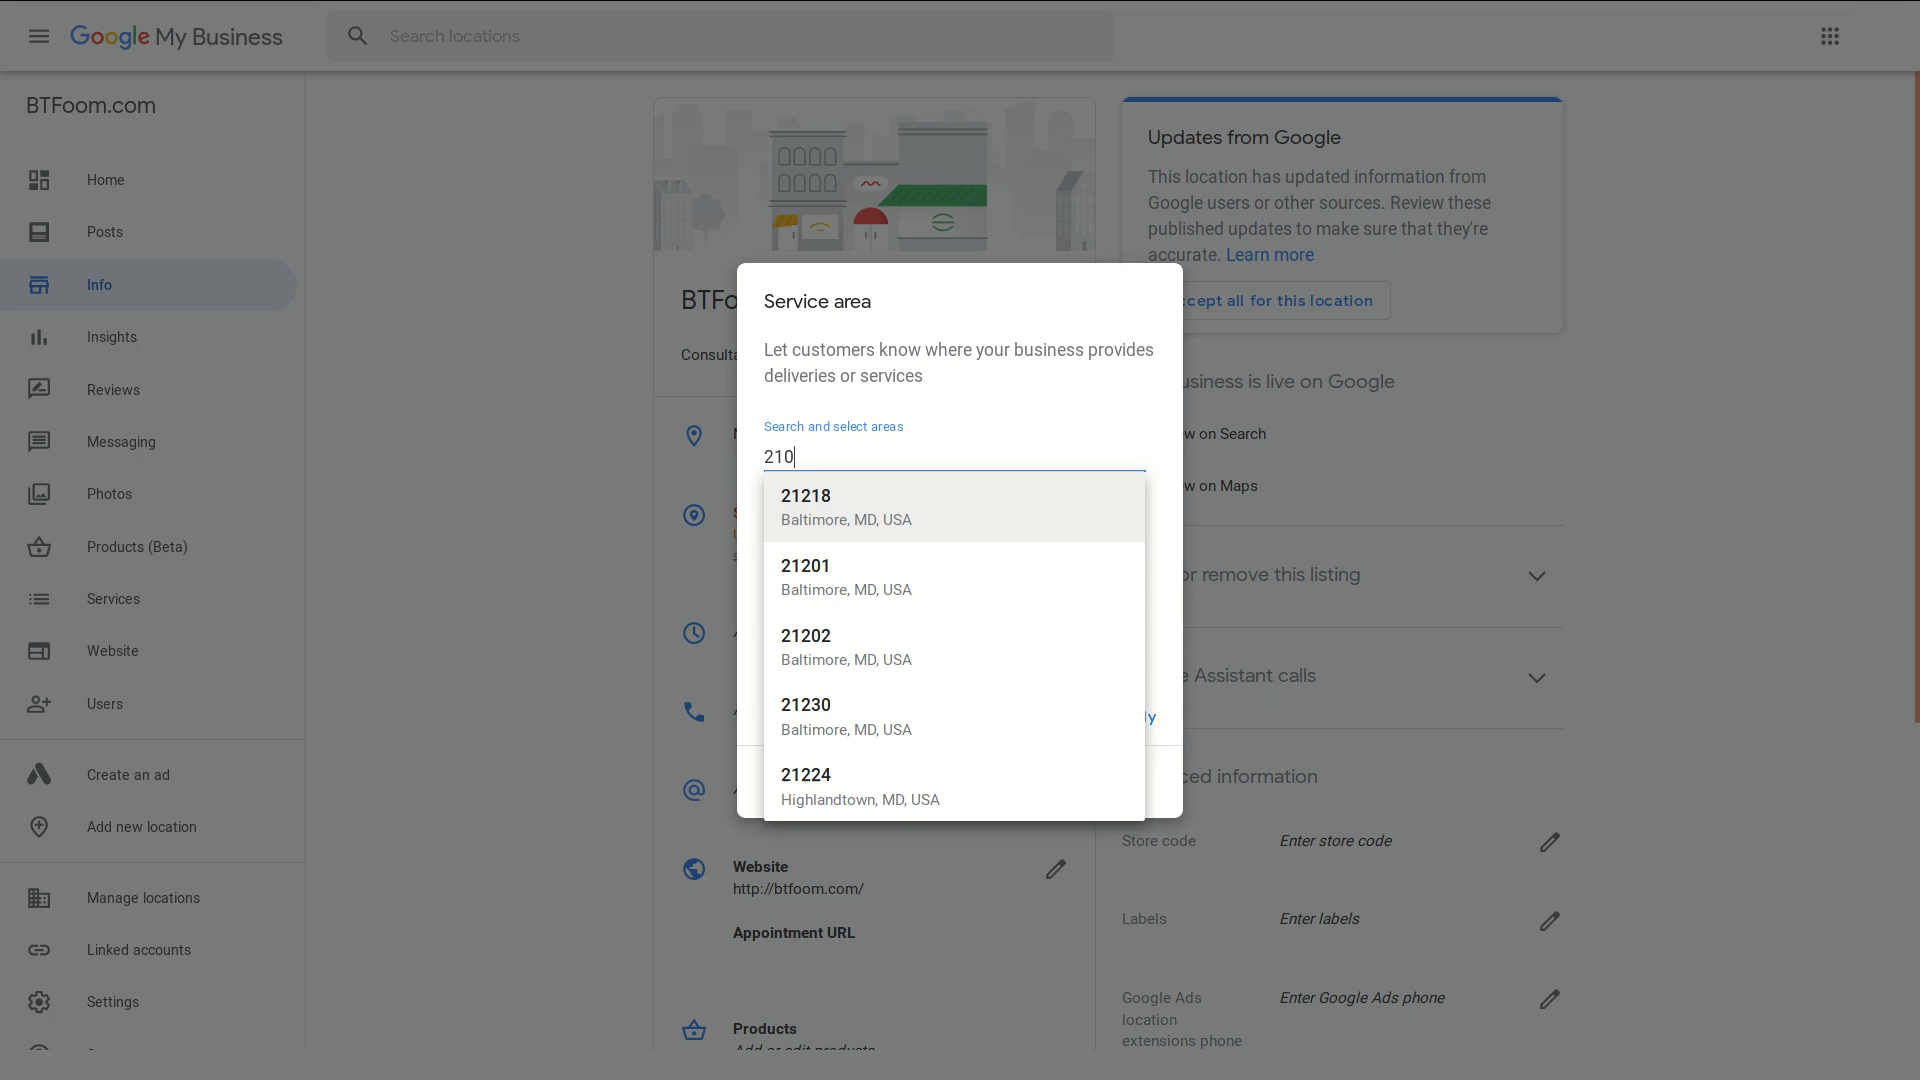 Google My Business
Search locations
BTFoom.com
Home
Posts
Info
Insights
Reviews
Messaging
Photos
Products (Beta)
Services
Website
Users
Create an ad
Add new location
Manage locations
Linked accounts
Settings
BTFo
Consulta
Service area
Let customers know where your business provides
deliveries or services
Search and select areas
210
21218
Baltimore, MD, USA
21201
Baltimore, MD, USA
21202
Baltimore, MD, USA
21230
Baltimore, MD, USA
21224
Highlandtown, MD, USA
ly
Website
http://btfoom.com/
Appointment URL
Products
Add or edit products
Updates from Google
This location has updated information from
Google users or other sources. Review these
published updates to make sure that they're
accurate. Learn more
ccept all for this location
usiness is live on Google
ew on Search
ew on Maps
or remove this listing
e Assistant calls
ced information
Store code Enter store code
Labels Enter labels
Google Ads Enter Google Ads phone
location
extensions phone